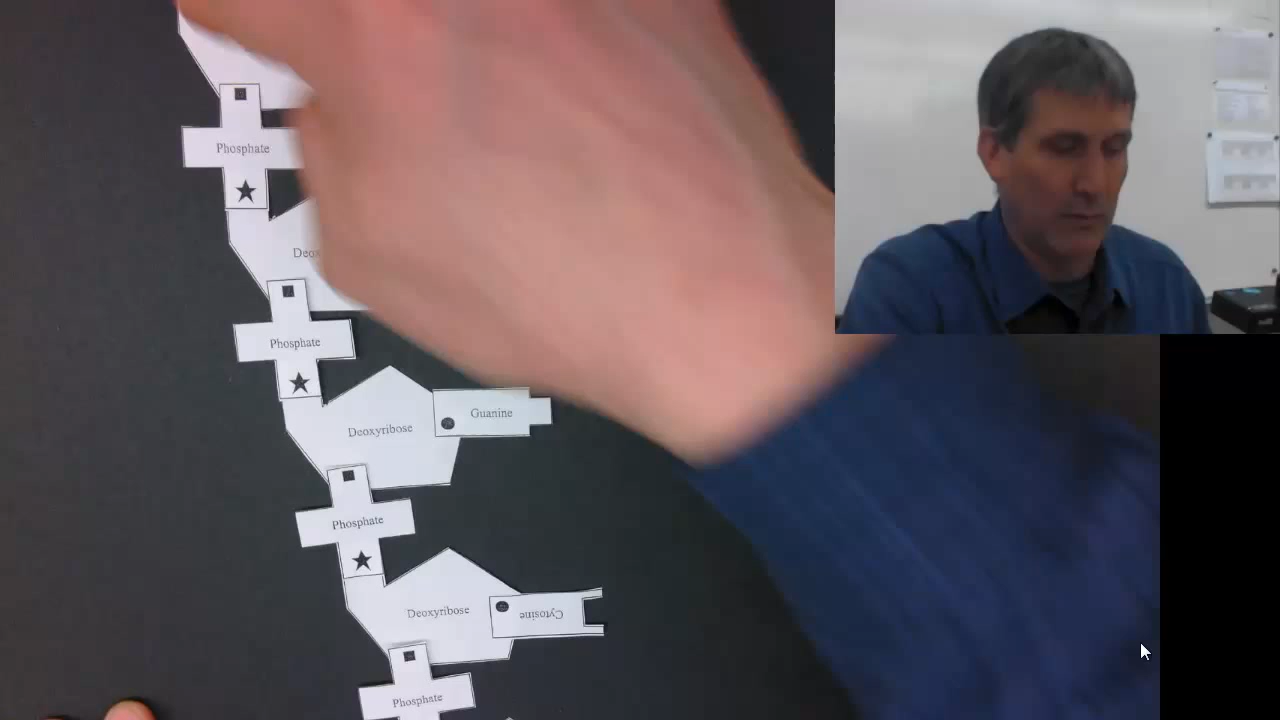 Phosphate
Phosphate
Guanine
Deoxyribose
Phosphate
Deoxyribose
Cytosine
Phosphate